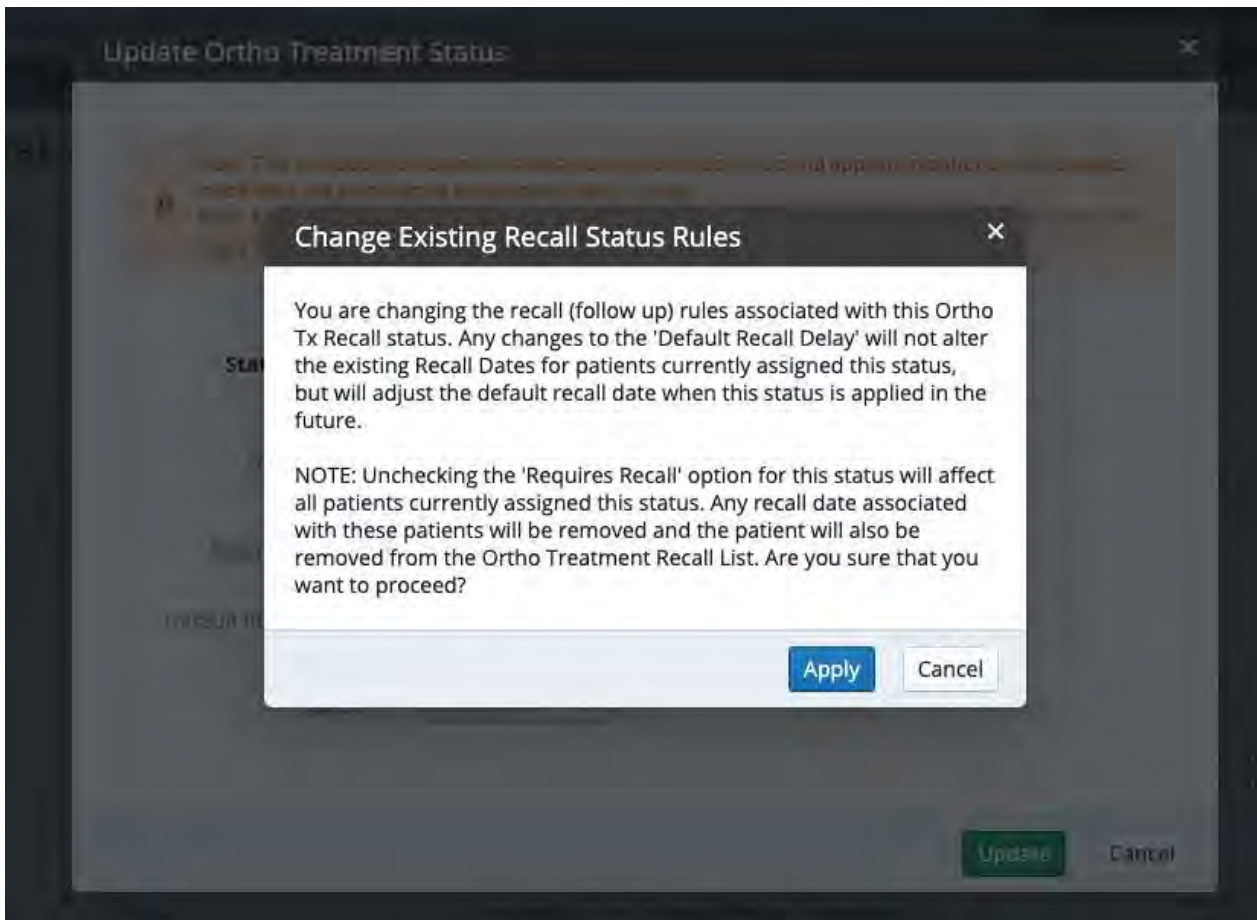 Update Ortho Treatment Status
Change Existing Recall Status Rules
You are changing the recall (follow up) rules associated with this Ortho
Tx Recall status. Any changes to the 'Default Recall Delay' will not alter
the existing Recall Dates for patients currently assigned this status,
but will adjust the default recall date when this status is applied in the
future.
NOTE: Unchecking the 'Requires Recall' option for this status will affect
all patients currently assigned this status. Any recall date associated
with these patients will be removed and the patient will also be
removed from the Ortho Treatment Recall List. Are you sure that you
want to proceed?
Apply Cancel
Update Cancel